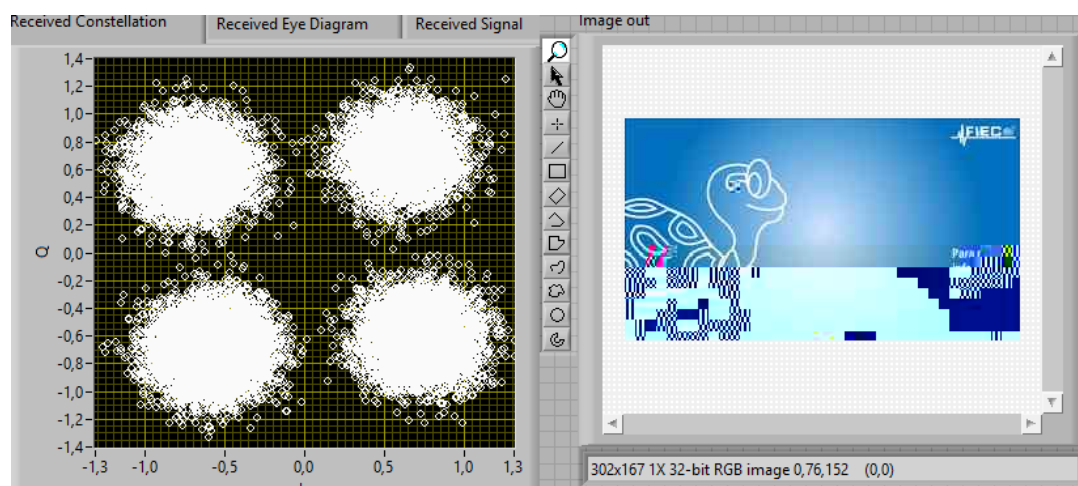 Received Constellation
Received Eye Diagram
Received Signal
Image out
1,4-
1,2-
1,0-
0,8-
0,6-
0,4-
0,2-
0,0-
-0,2-
-0,4-
-0,6-
-0,8-
-1,0-
-1,2-
-1,4-
Q
-1,3 -1,0 -0,5 0,0 0,5 1,0 1,3
FIEC
Para
302x167 1X 32-bit RGB image 0,76,152 (0,0)